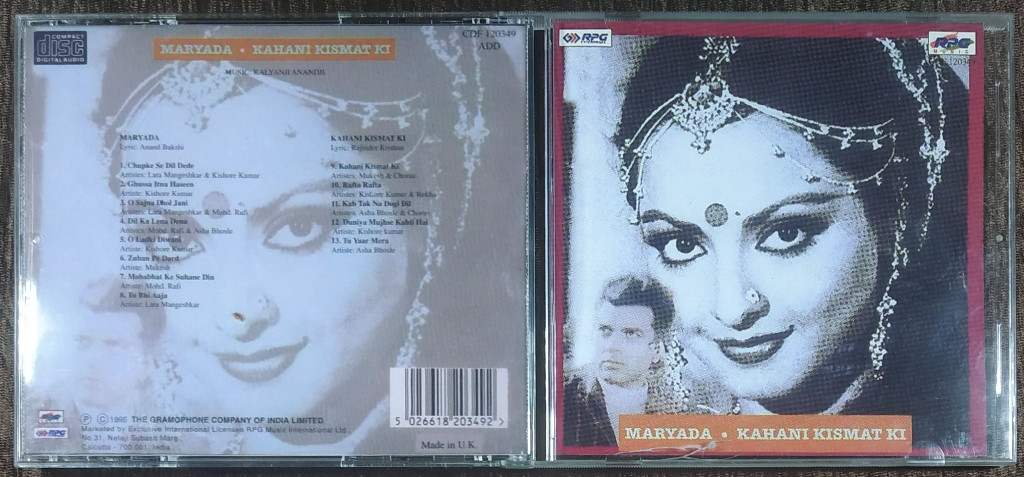 COMPACT
disc
DIGITAL AUDIO
MARYADA • KAHANI KISMAT KI
CDF 120349
ADD
MUSIC: KALYANJI ANANDJI
MARYADA
Lyric: Anand Bakshi
1. Chupke Se Dil Dede
Artistes: Lata Mangeshkar & Kishore Kumar
2. Ghussa Itna Haseen
Artiste: Kishore Kumar
3. O Sajna Dhol Jani
Artistes: Lata Mangeshkar & Mohd. Rafi
4. Dil Ka Lena Dena
Artistes: Mohd. Rafi & Asha Bhosle
5. O Ladki Diwani
Artiste: Kishore Kumar
6. Zuban Pe Dard
Artiste: Mukesh
7. Muhabhat Ke Suhane Din
Artiste: Mohd. Rafi
8. Tu Bhi Aaja
Artiste: Lata Mangeshkar
KAHANI KISMAT KI
Lyric: Rajinder Krishan
9. Kahani Kismat Ki
Artistes: Mukesh & Chorus
10. Rafta Rafta
Artistes: Kishore Kumar & Rekha
11. Kab Tak Na Dogi Dil
Artistes: Asha Bhosle & Chorus
12. Duniya Mujhse Kahti Hai
Artiste: Kishore kumar
13. Tu Yaar Mera
Artiste: Asha Bhosle
RPG
Ⓟ Ⓒ 1996 THE GRAMOPHONE COMPANY OF INDIA LIMITED.
Marketed by Exclusive International Licensee RPG Music International Ltd.,
No.31, Netaji Subash Marg,
Calcutta - 700 001, India
5 026618 203492 >
Made in U.K.
RPG
RPG
MUSIC
120349
MARYADA • KAHANI KISMAT KI